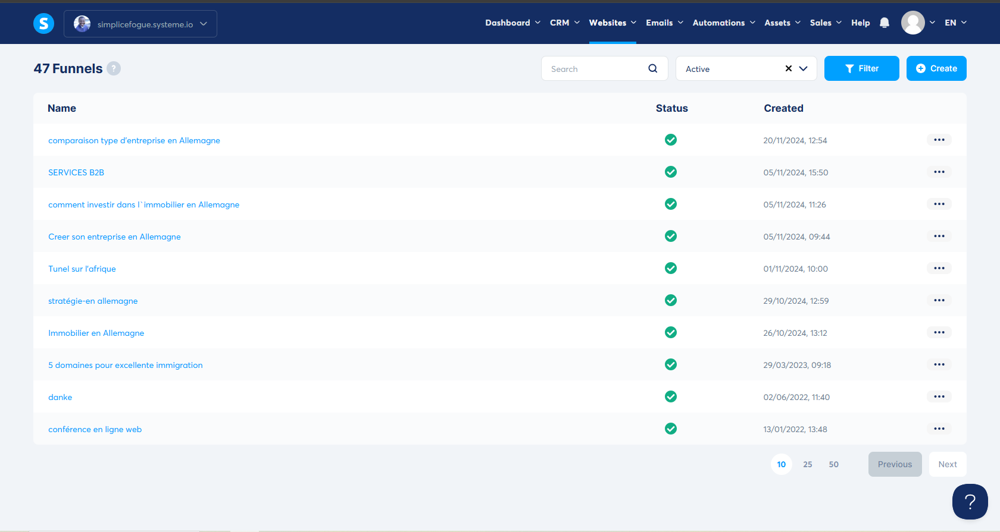 S simplicefogue.systeme.io Dashboard CRM Websites Emails Automations Assets Sales Help EN
47 Funnels ? Search Active Filter Create
Name Status Created
comparaison type d'entreprise en Allemagne 20/11/2024, 12:54
SERVICES B2B 05/11/2024, 15:50
comment investir dans l`immobilier en Allemagne 05/11/2024, 11:26
Creer son entreprise en Allemagne 05/11/2024, 09:44
Tunel sur l'afrique 01/11/2024, 10:00
stratégie-en allemagne 29/10/2024, 12:59
Immobilier en Allemagne 26/10/2024, 13:12
5 domaines pour excellente immigration 29/03/2023, 09:18
danke 02/06/2022, 11:40
conférence en ligne web 13/01/2022, 13:48
10 25 50 Previous Next
?